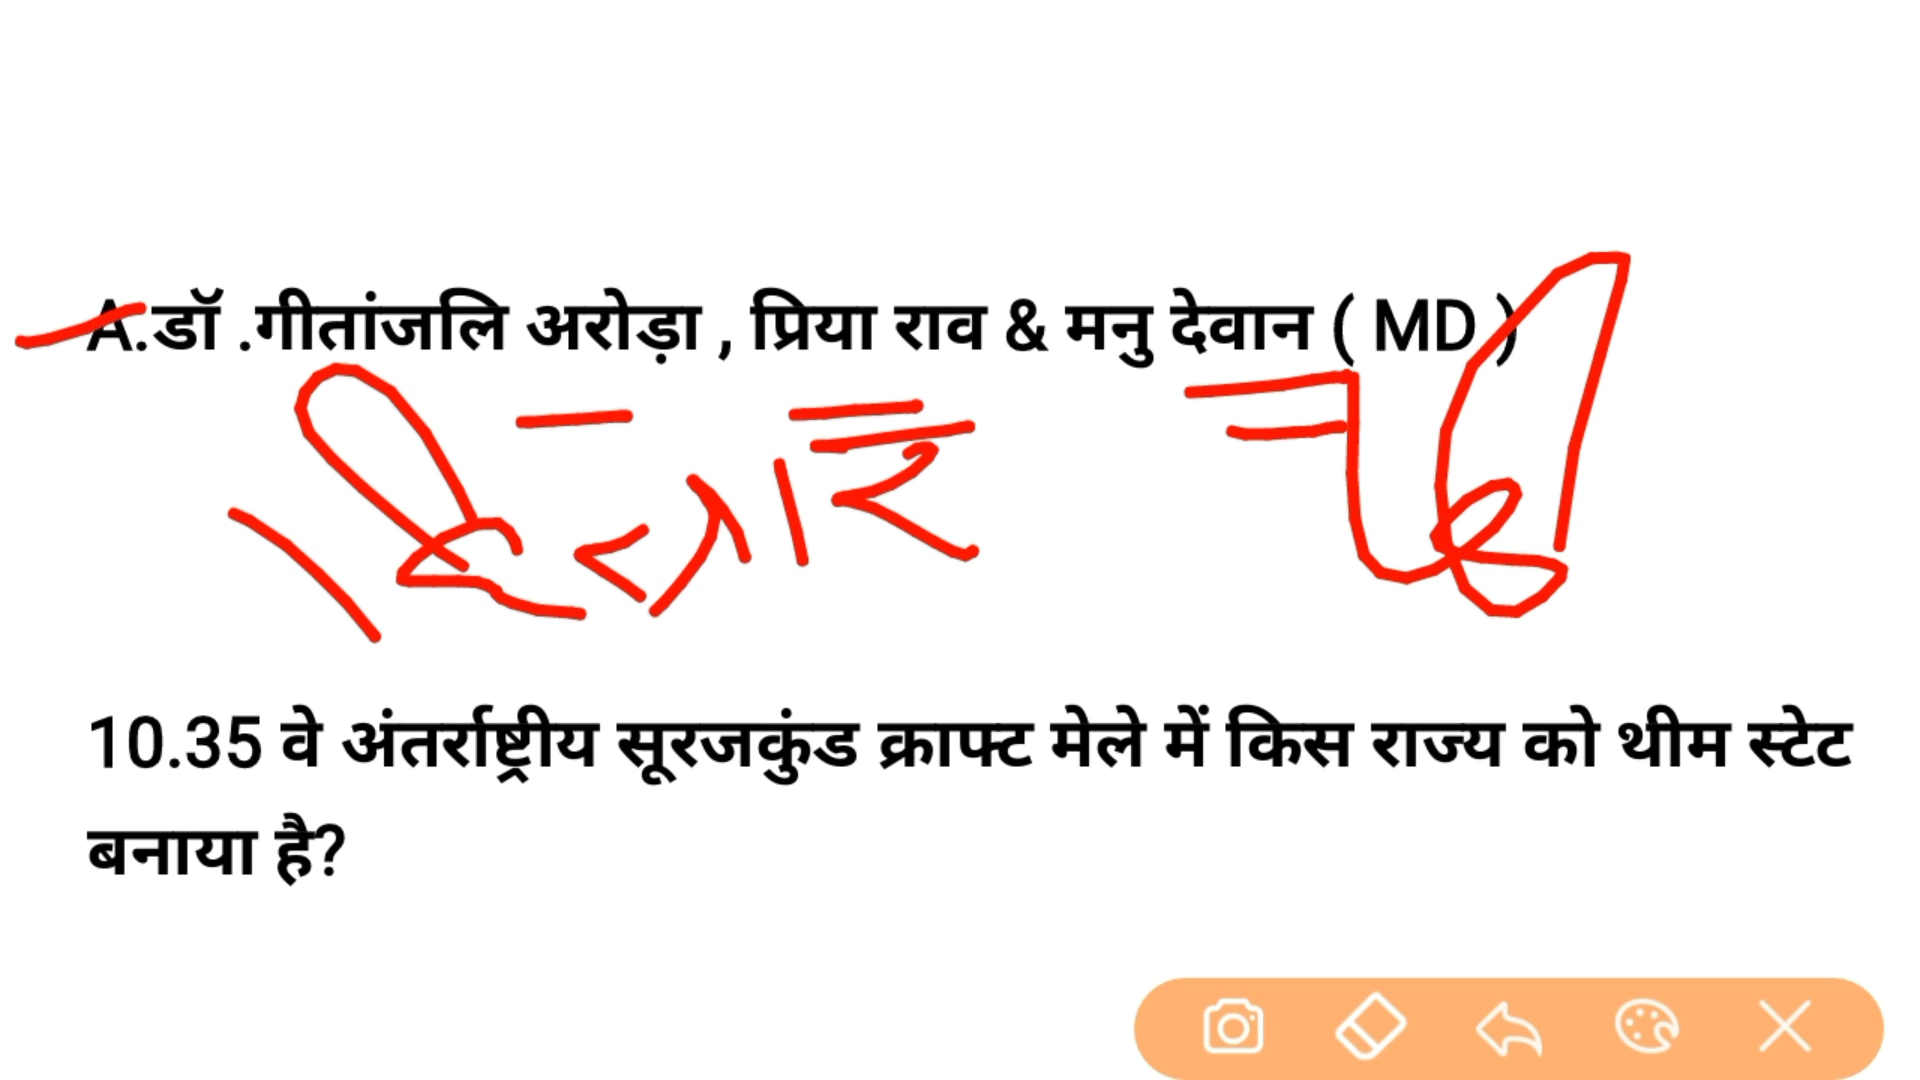 A.डॉ .गीतांजलि अरोड़ा , प्रिया राव & मनु देवान ( MD )
10.35 वे अंतर्राष्ट्रीय सूरजकुंड क्राफ्ट मेले में किस राज्य को थीम स्टेट
बनाया है?